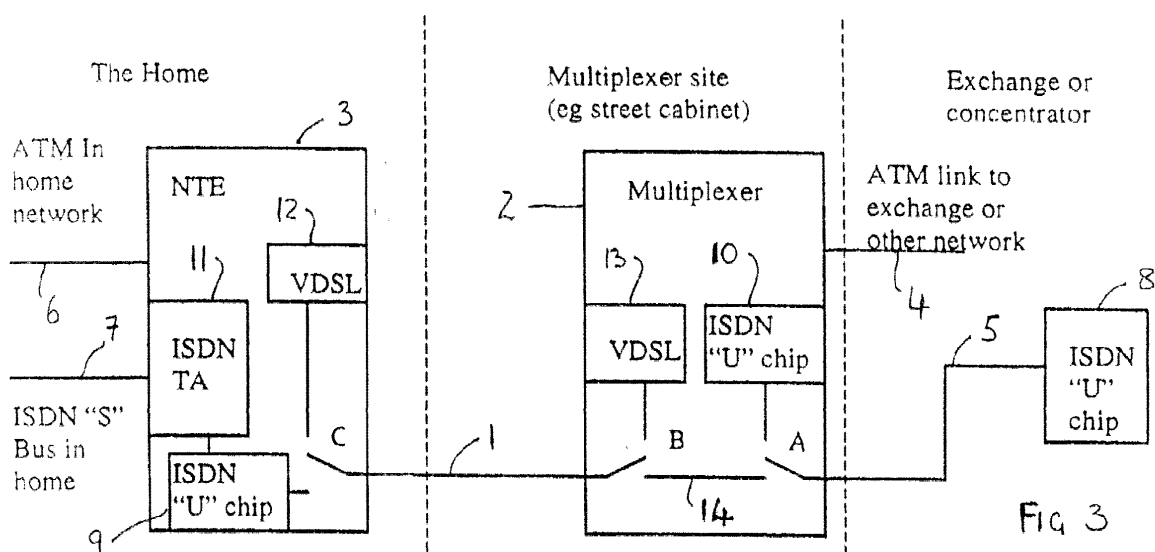 The Home
Multiplexer site
(eg street cabinet)
Exchange or
concentrator
3
ATM In
home
network
NTE
12
VDSL
11
6
7
ISDN
TA
ISDN "S"
Bus in
home
ISDN
"U" chip
9
C
1
2
Multiplexer
13
VDSL
10
ISDN
"U" chip
B
A
14
ATM link to
exchange or
other network
4
5
8
ISDN
"U"
chip
FIG 3